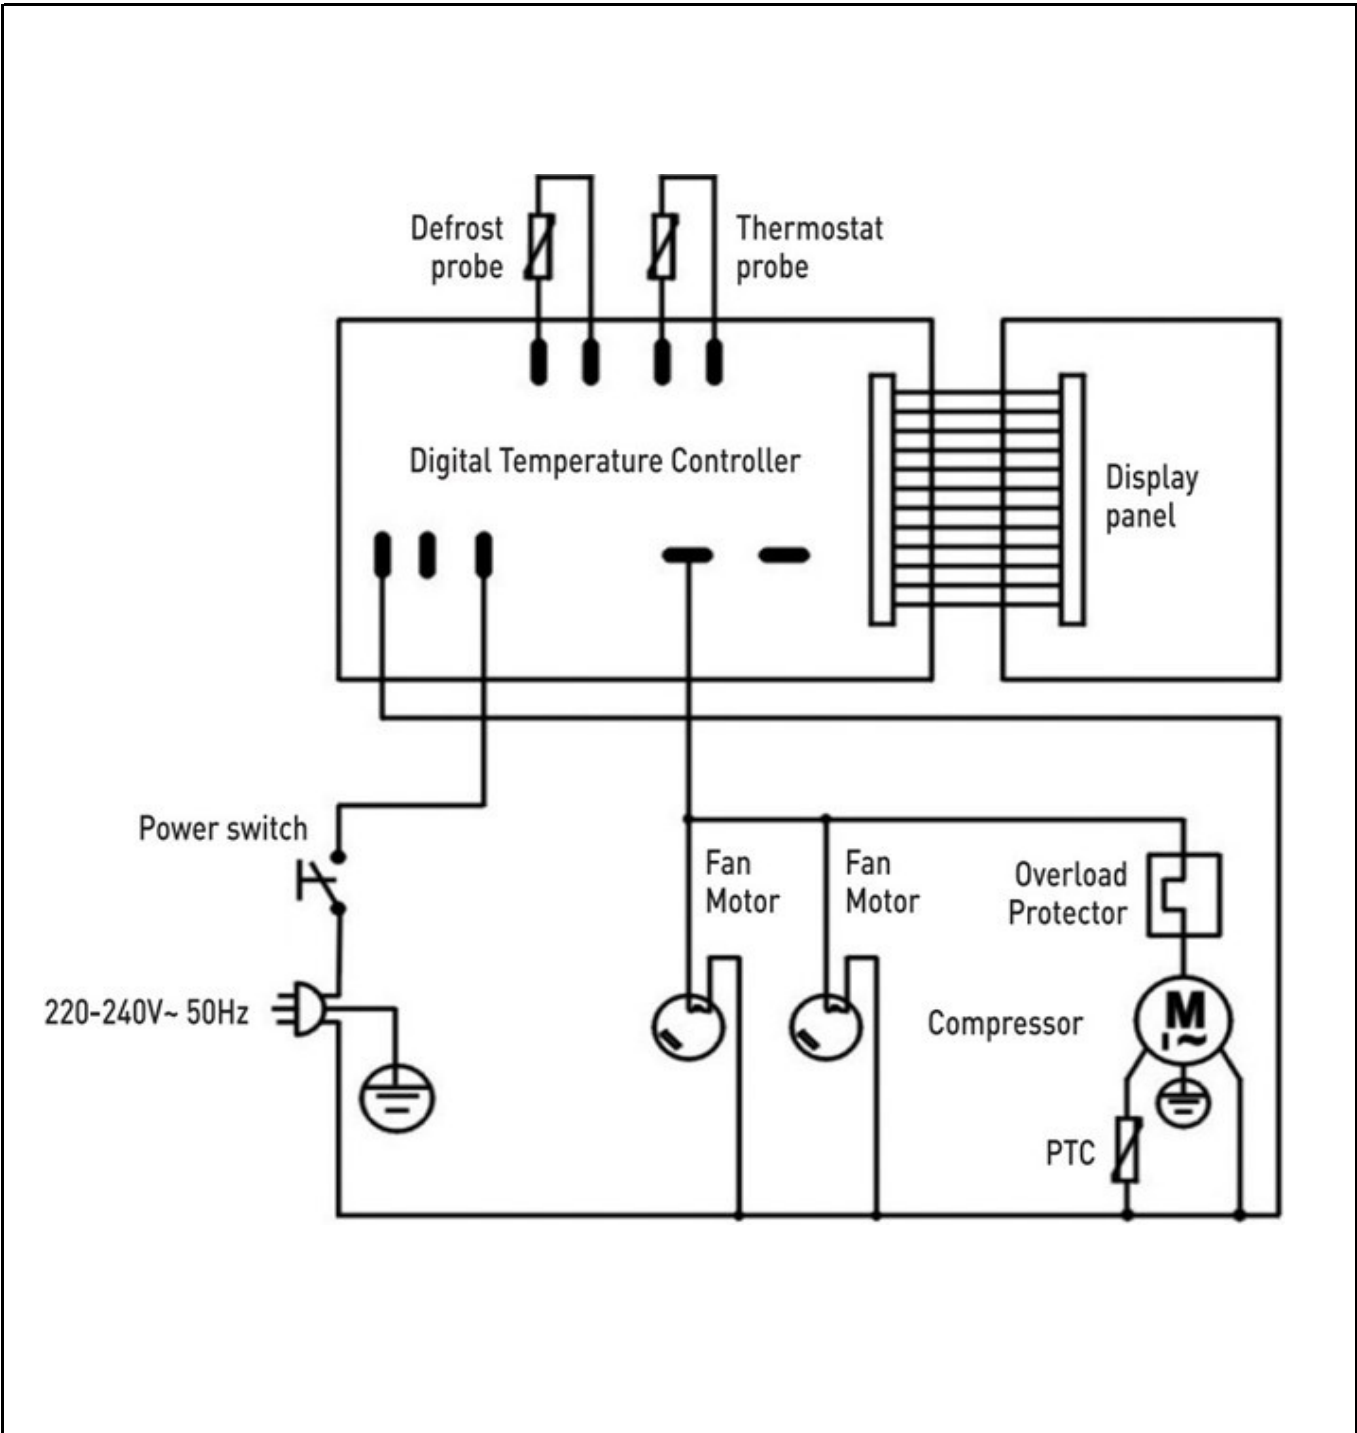 Defrost
probe
Thermostat
probe
Digital Temperature Controller
Display
panel
Power switch
Fan
Motor
Fan
Motor
Overload
Protector
220-240V~ 50Hz
Compressor
M
I~
PTC